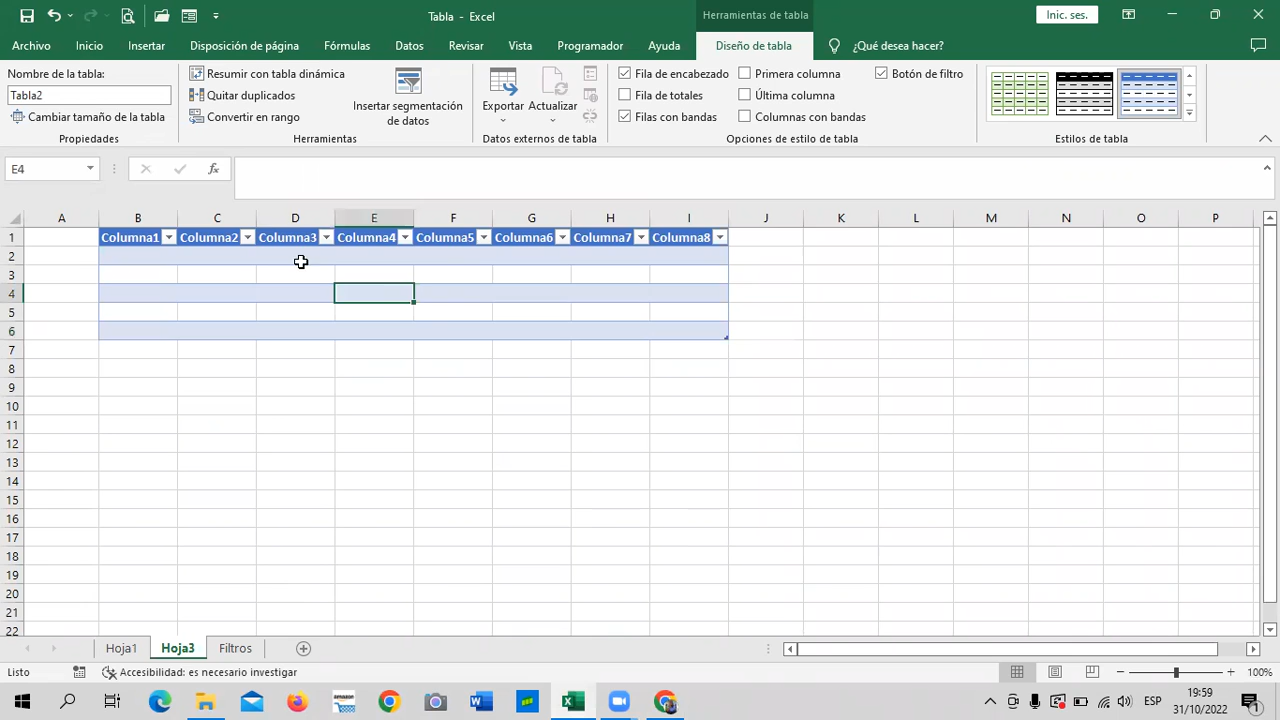 Tabla - Excel
Herramientas de tabla
Inic. ses.
Archivo Inicio Insertar Disposición de página Fórmulas Datos Revisar Vista Programador Ayuda Diseño de tabla ¿Qué desea hacer?
Nombre de la tabla:
Tabla2
Cambiar tamaño de la tabla
Propiedades
Resumir con tabla dinámica
Quitar duplicados
Convertir en rango
Insertar segmentación
de datos
Herramientas
Exportar Actualizar
Datos externos de tabla
Fila de encabezado Primera columna Botón de filtro
Fila de totales Última columna
Filas con bandas Columnas con bandas
Opciones de estilo de tabla
Estilos de tabla
E4
fx
A B C D E F G H I J K L M N O P
1 Columna1 Columna2 Columna3 Columna4 Columna5 Columna6 Columna7 Columna8
2
3
4
5
6
7
8
9
10
11
12
13
14
15
16
17
18
19
20
21
22
Hoja1 Hoja3 Filtros
Listo Accesibilidad: es necesario investigar 100%
ESP
19:59
31/10/2022